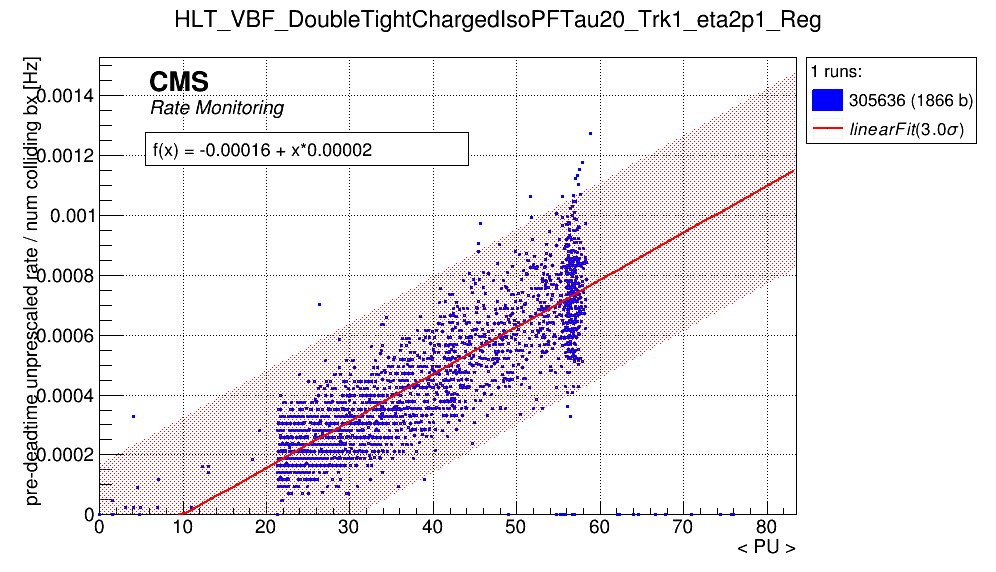 HLT_VBF_DoubleTightChargedIsoPFTau20_Trk1_eta2p1_Reg
pre-deadtime unprescaled rate / num colliding bx [Hz]
CMS
Rate Monitoring
f(x) = -0.00016 + x*0.00002
1 runs:
305636 (1866 b)
linearFit(3.0σ)
0.0014
0.0012
0.001
0.0008
0.0006
0.0004
0.0002
0
0 10 20 30 40 50 60 70 80
< PU >